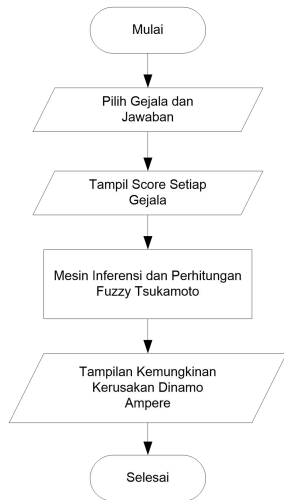 Mulai
Pilih Gejala dan
Jawaban
Tampil Score Setiap
Gejala
Mesin Inferensi dan Perhitungan
Fuzzy Tsukamoto
Tampilan Kemungkinan
Kerusakan Dinamo
Ampere
Selesai